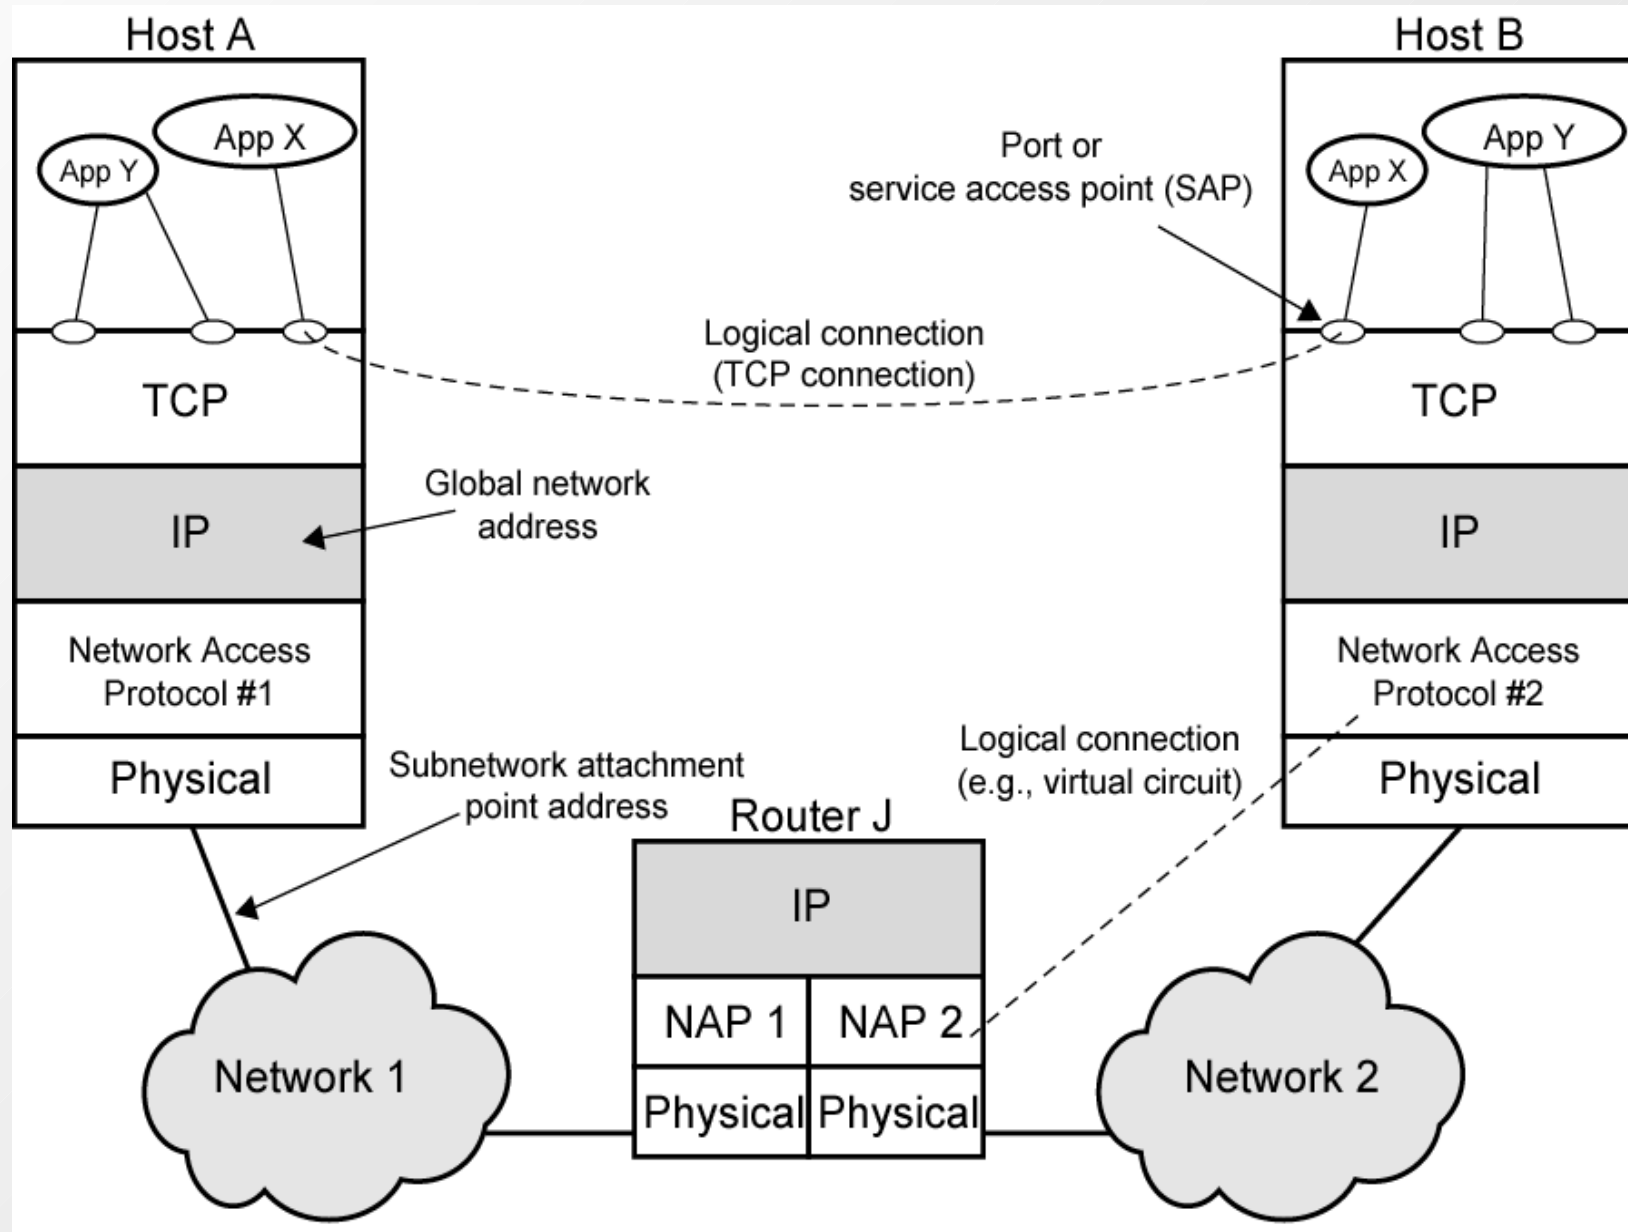 Host A
Host B
App X
App Y
Port or
service access point (SAP)
App Y
App X
Logical connection
(TCP connection)
TCP
TCP
Global network
address
IP
IP
Network Access
Protocol #1
Network Access
Protocol #2
Logical connection
(e.g., virtual circuit)
Subnetwork attachment
point address
Physical
Physical
Router J
IP
NAP 1
NAP 2
Network 1
Network 2
Physical
Physical